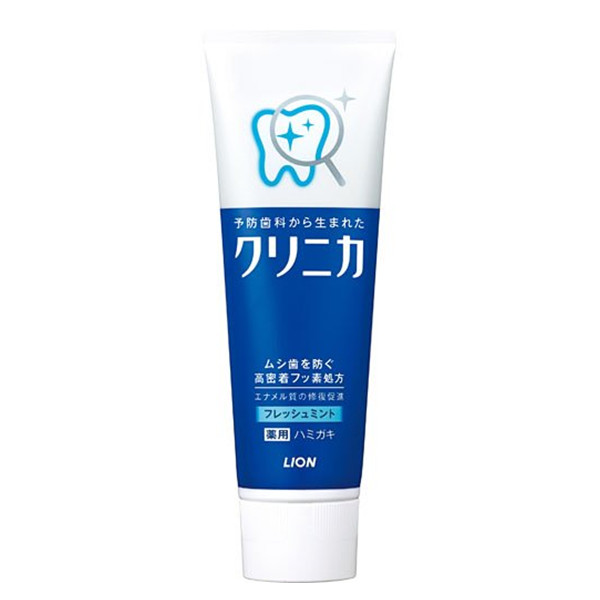 予防歯科から生まれた
クリニカ
ムシ歯を防ぐ
高密着フッ素処方
エナメル質の修復促進
フレッシュミント
薬用 ハミガキ
LION